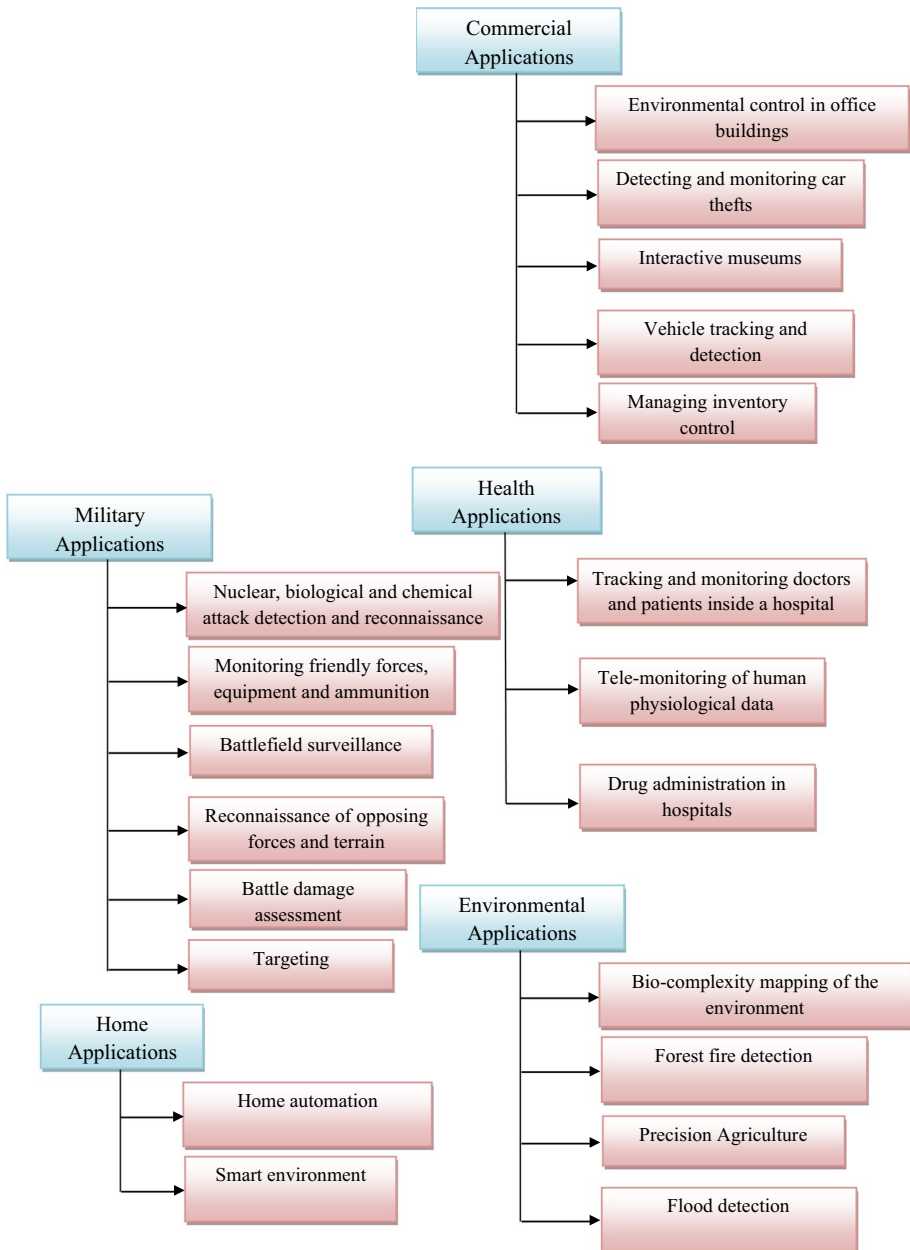 Commercial
Applications
Environmental control in office
buildings
Detecting and monitoring car
thefts
Interactive museums
Vehicle tracking and
detection
Managing inventory
control
Military
Applications
Nuclear, biological and chemical
attack detection and reconnaissance
Monitoring friendly forces,
equipment and ammunition
Battlefield surveillance
Reconnaissance of opposing
forces and terrain
Battle damage
assessment
Targeting
Health
Applications
Tracking and monitoring doctors
and patients inside a hospital
Tele-monitoring of human
physiological data
Drug administration in
hospitals
Home
Applications
Home automation
Smart environment
Environmental
Applications
Bio-complexity mapping of the
environment
Forest fire detection
Precision Agriculture
Flood detection